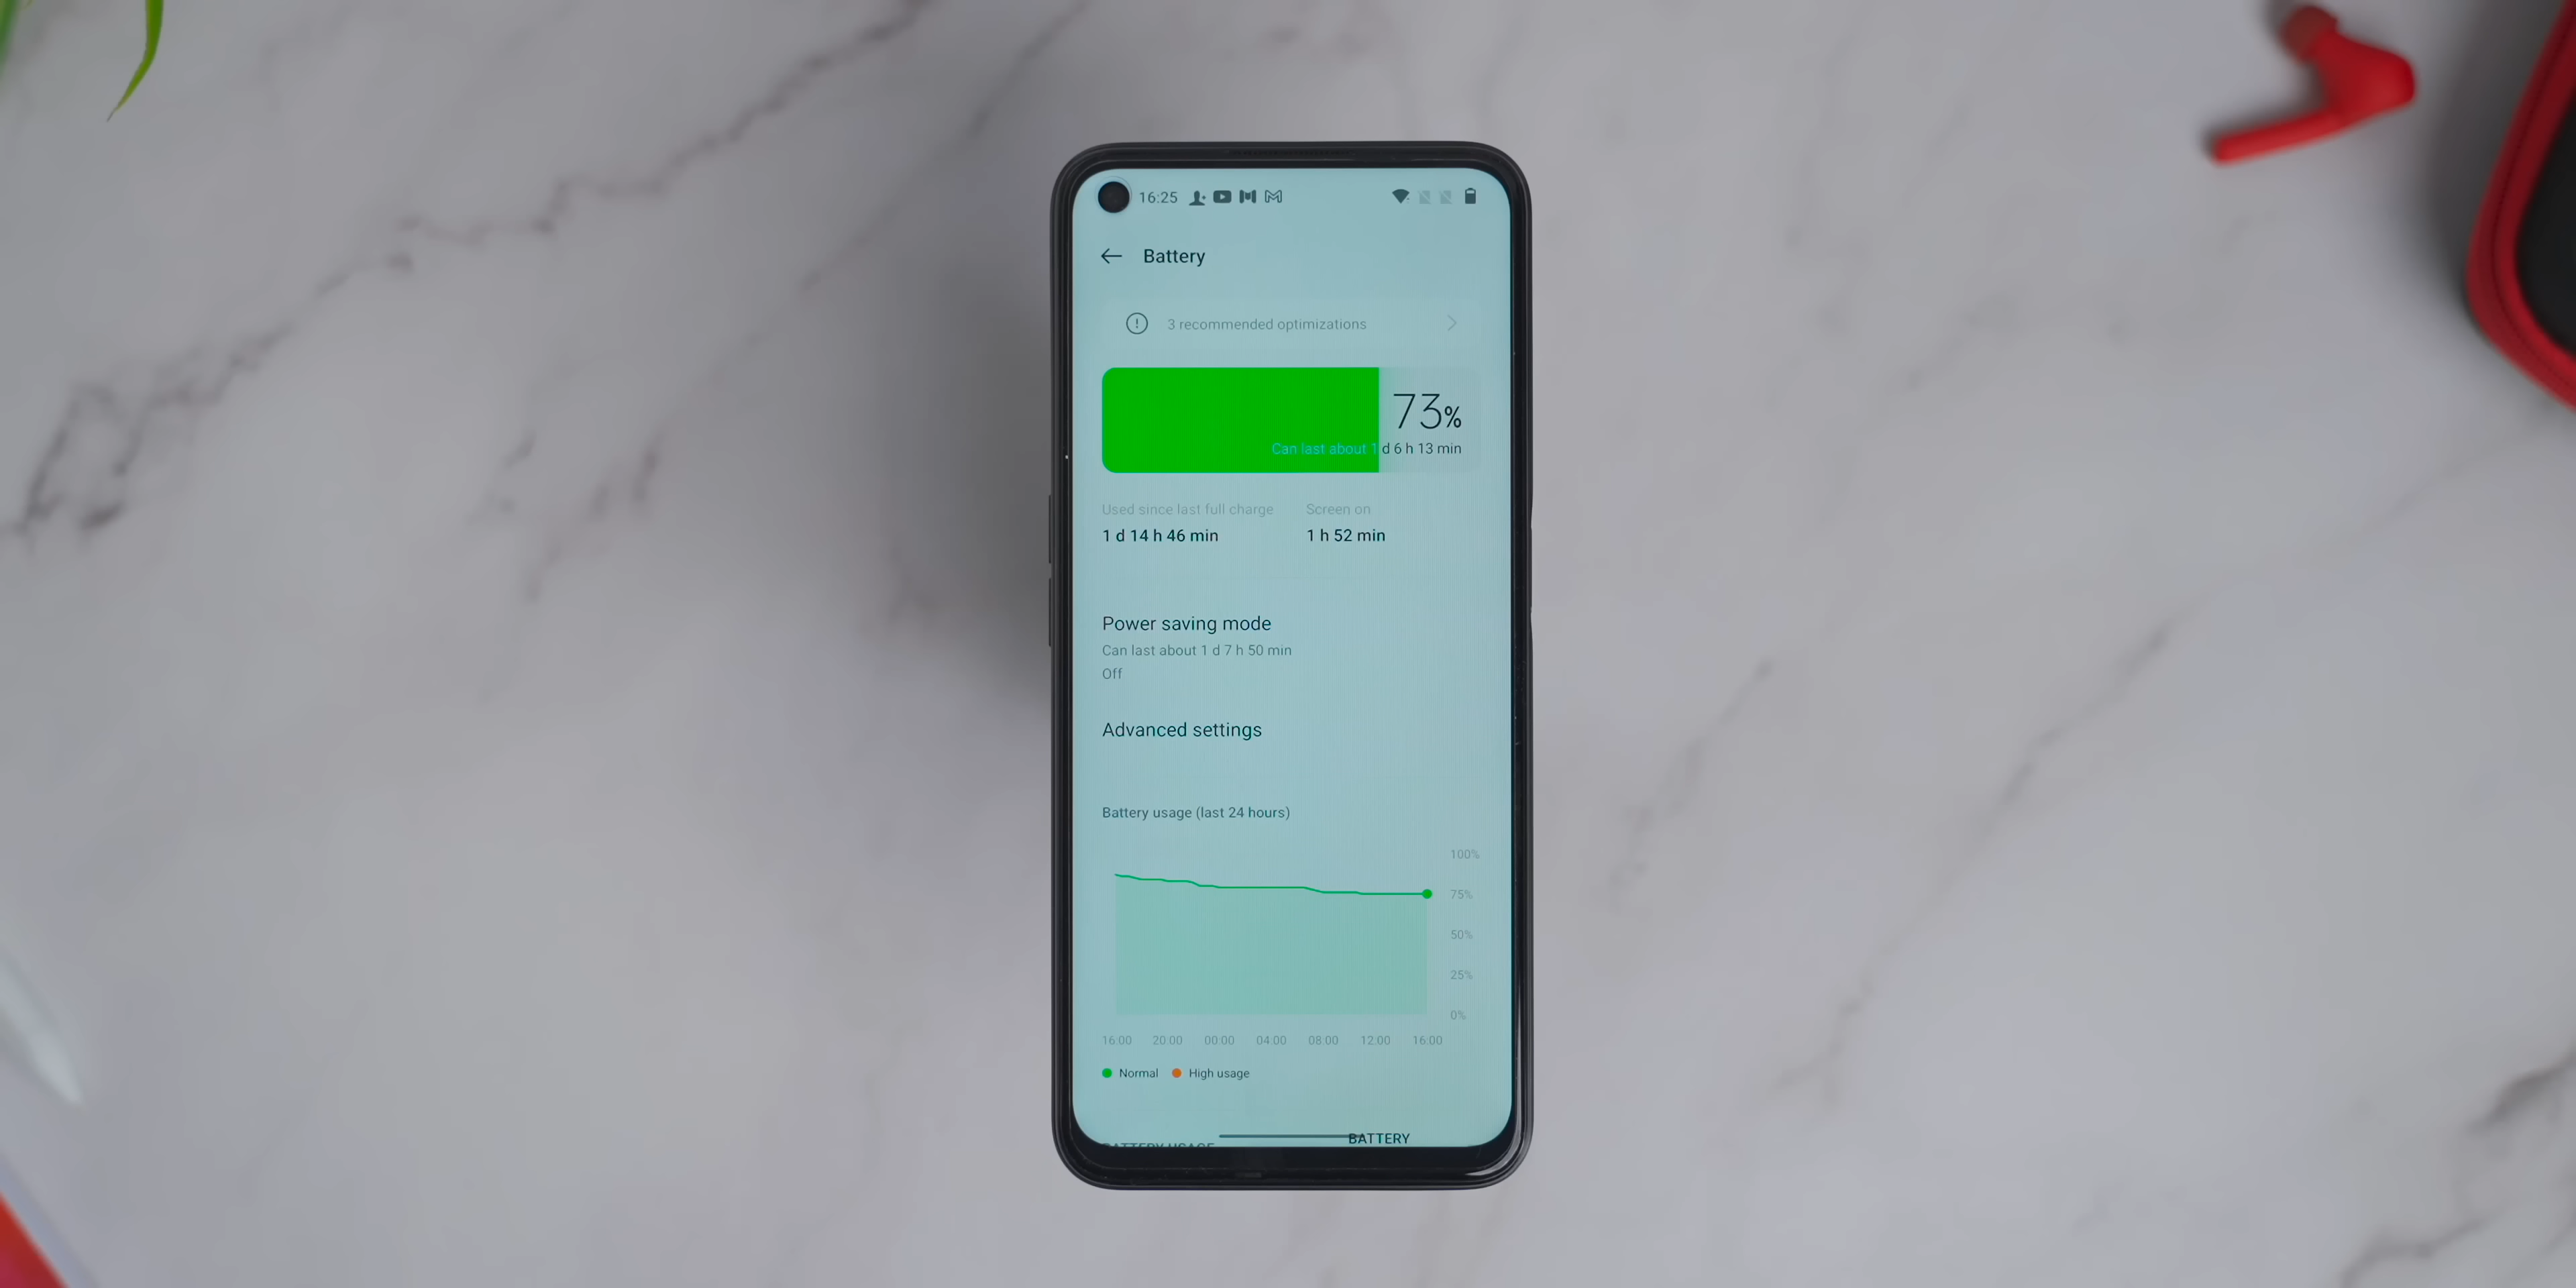 16:25
Battery
3 recommended optimizations
73%
Can last about 1 d 6 h 13 min
Used since last full charge
Screen on
1 d 14 h 46 min
1 h 52 min
Power saving mode
Can last about 1 d 7 h 50 min
Off
Advanced settings
Battery usage (last 24 hours)
100%
75%
50%
25%
0%
16:00 20:00 00:00 04:00 08:00 12:00 16:00
Normal High usage
BATTERY USAGE
BATTERY